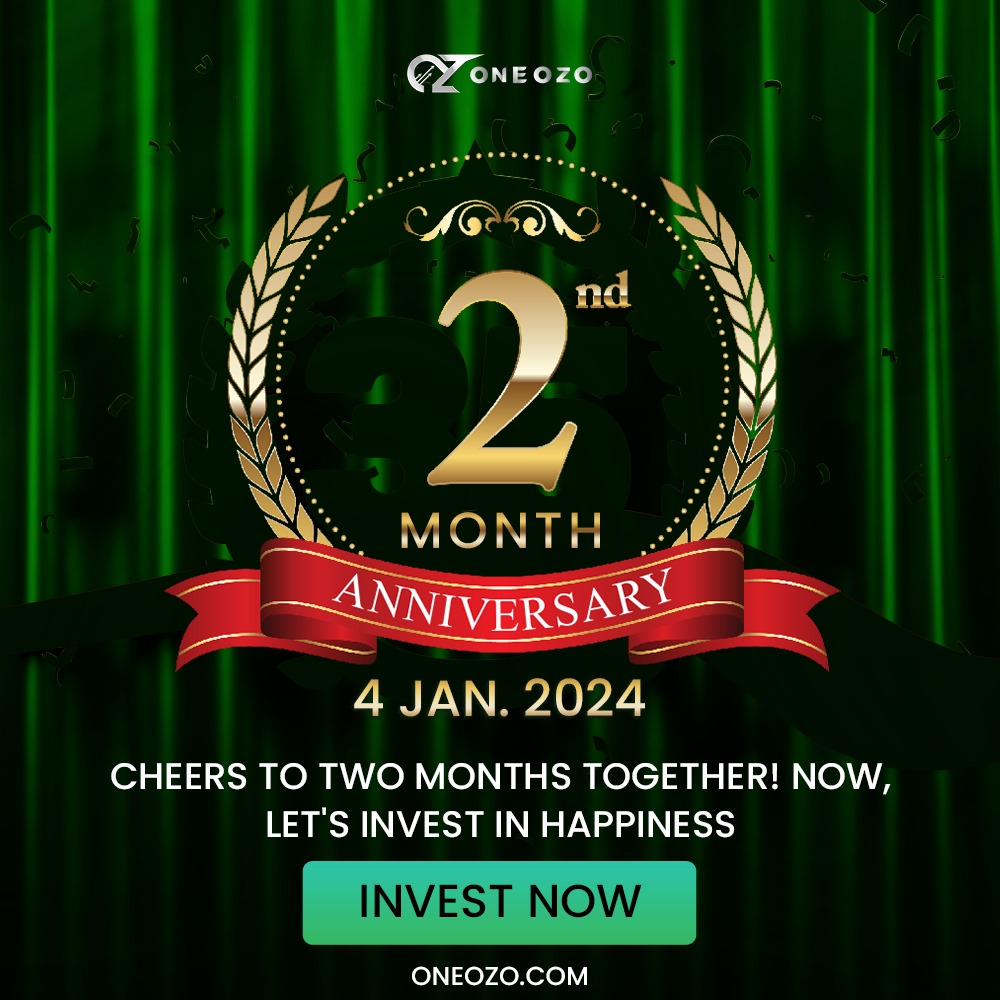 OZ ONEOZO
2nd
MONTH
ANNIVERSARY
4 JAN. 2024
CHEERS TO TWO MONTHS TOGETHER! NOW,
LET'S INVEST IN HAPPINESS
INVEST NOW
ONEOZO.COM